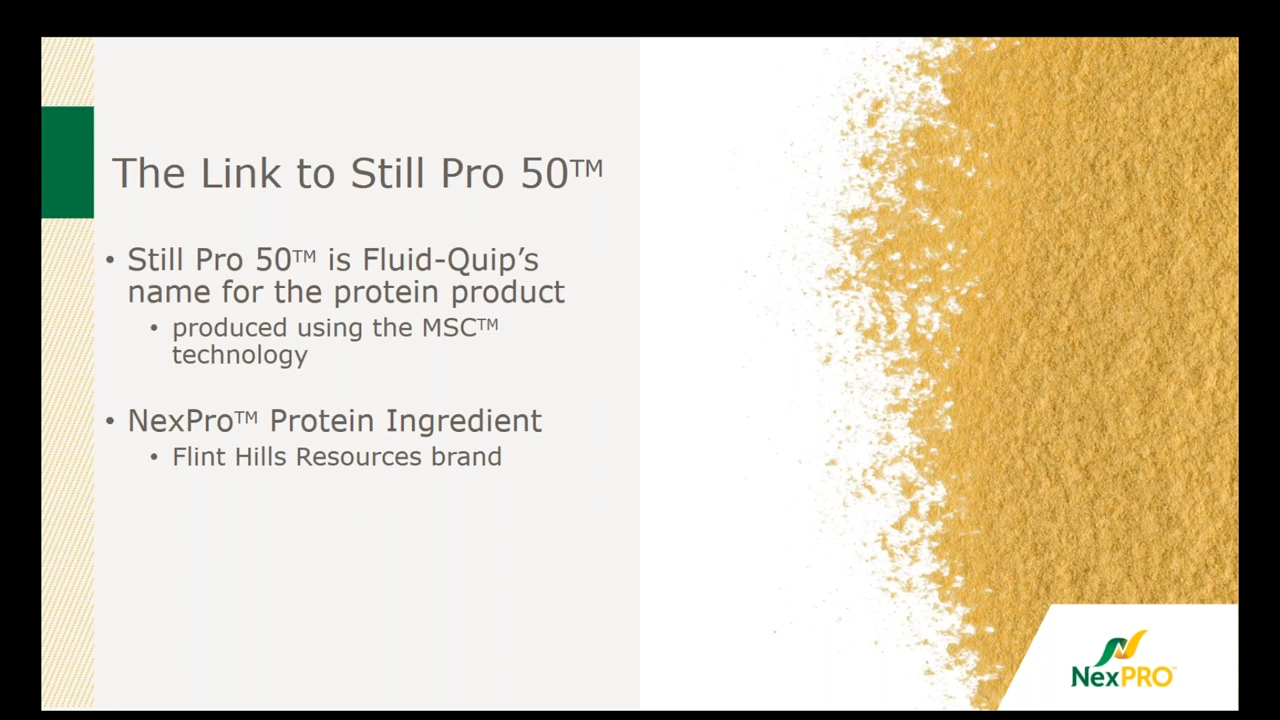 The Link to Still Pro 50™
• Still Pro 50™ is Fluid-Quip’s
name for the protein product
• produced using the MSC™
technology
• NexPro™ Protein Ingredient
• Flint Hills Resources brand
NexPRO™